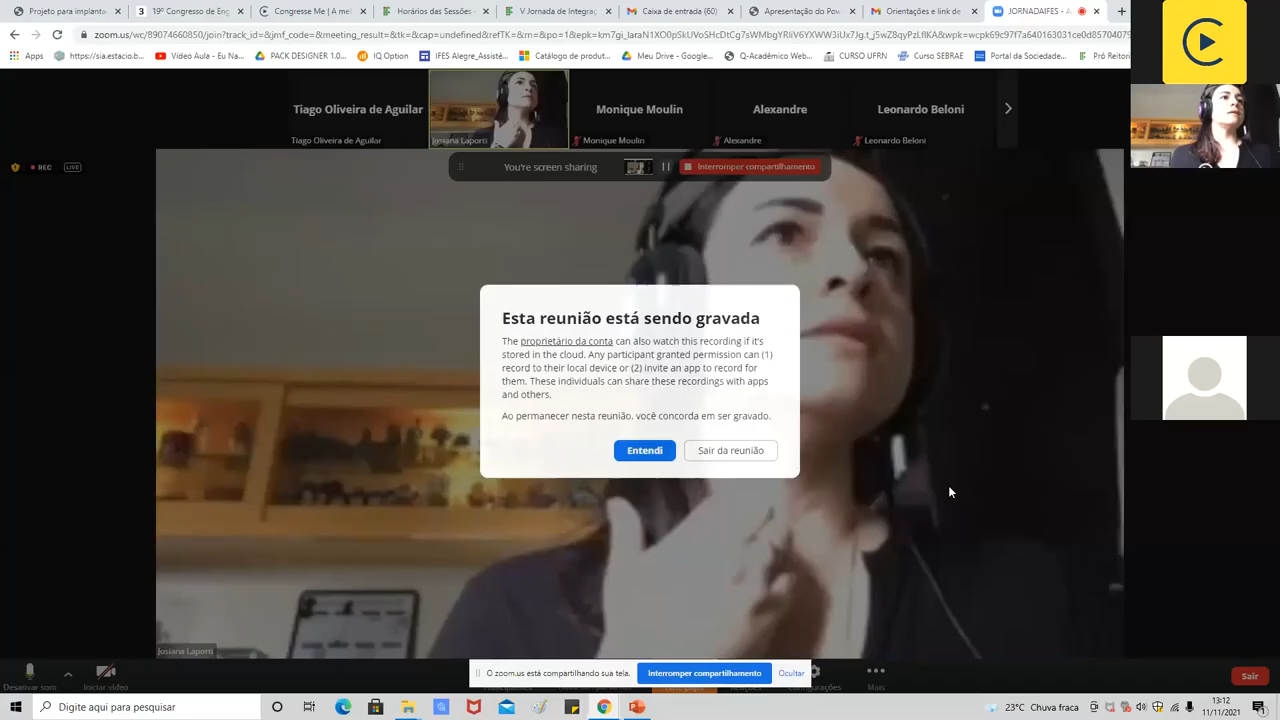 Projeto para implantaç
19º Congresso de Eng
Congresse Me | A mel
Horários das Sessões -
V Jornada de integraç
Caixa de entrada (60)
Apresentação do Pow
Orientações e link de
JORNADAIFES -
zoom.us/wc/89074660850/join?track_id=&jmf_code=&meeting_result=&tk=&cap=undefined&refTK=&rn=&po=1&epk=
Apps
https://sia.estacio.b...
Vídeo Aula - Eu Na...
PACK DESIGNER 1.0...
IQ Option
IFES Alegre_Assistê...
Catálogo de produt...
Meu Drive - Google...
Q-Acadêmico Web...
CURSO UFRN
Curso SEBRAE
Portal da Sociedade...
Pró Reitori
Tiago Oliveira de Aguilar
Monique Moulin
Alexandre
Leonardo Beloni
Tiago Oliveira de Aguilar
Josiana Laporti
Monique Moulin
Alexandre
Leonardo Beloni
REC
LIVE
You're screen sharing
Interromper compartilhamento
Esta reunião está sendo gravada
The proprietário da conta can also watch this recording if it's
stored in the cloud. Any participant granted permission can (1)
record to their local device or (2) invite an app to record for
them. These individuals can share these recordings with apps
and others.
Ao permanecer nesta reunião, você concorda em ser gravado.
Entendi
Sair da reunião
Josiana Laporti
O zoom.us está compartilhando sua tela.
Interromper compartilhamento
Ocultar
Desativar som
Iniciar vídeo
Configurações
Mais
Sair
Digite aqui para pesquisar
23°C Chuva fraca
13:12
11/11/2021